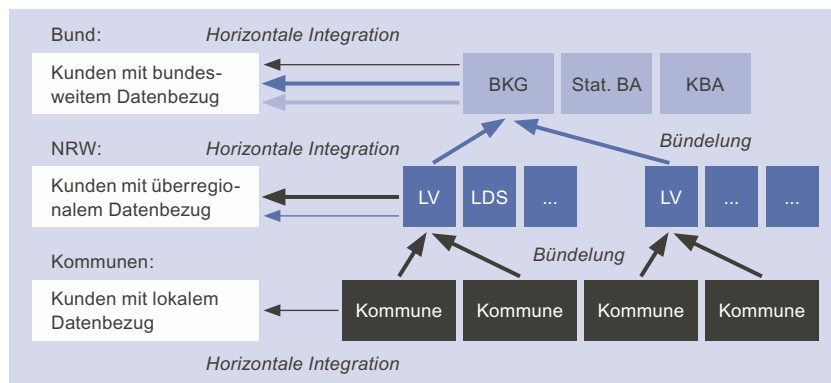 Bund: Horizontale Integration
Kunden mit bundes-
weitem Datenbezug
BKG Stat. BA KBA
Bündelung
NRW: Horizontale Integration
Kunden mit überregio-
nalem Datenbezug
LV LDS ... LV ... ...
Bündelung
Kommunen:
Kunden mit lokalem
Datenbezug
Kommune Kommune Kommune Kommune
Horizontale Integration